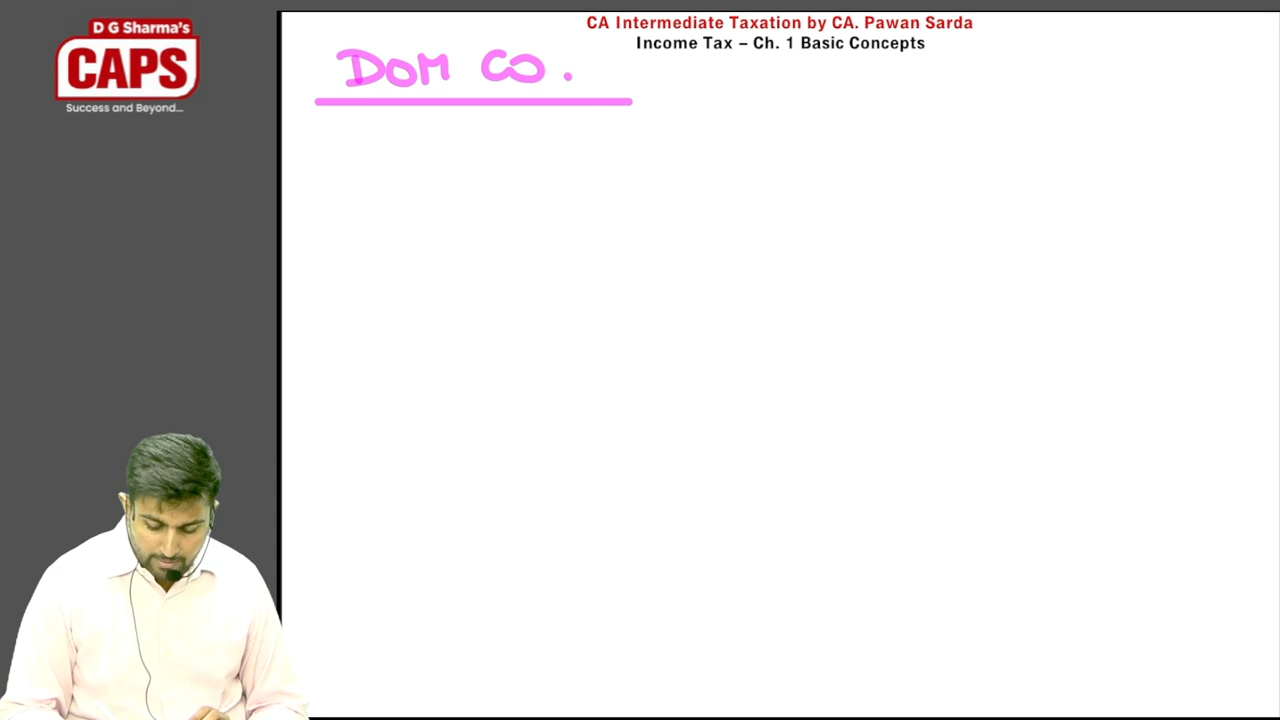 D G Sharma's
CAPS
Success and Beyond...
CA Intermediate Taxation by CA. Pawan Sarda
Income Tax – Ch. 1 Basic Concepts
DOM CO.